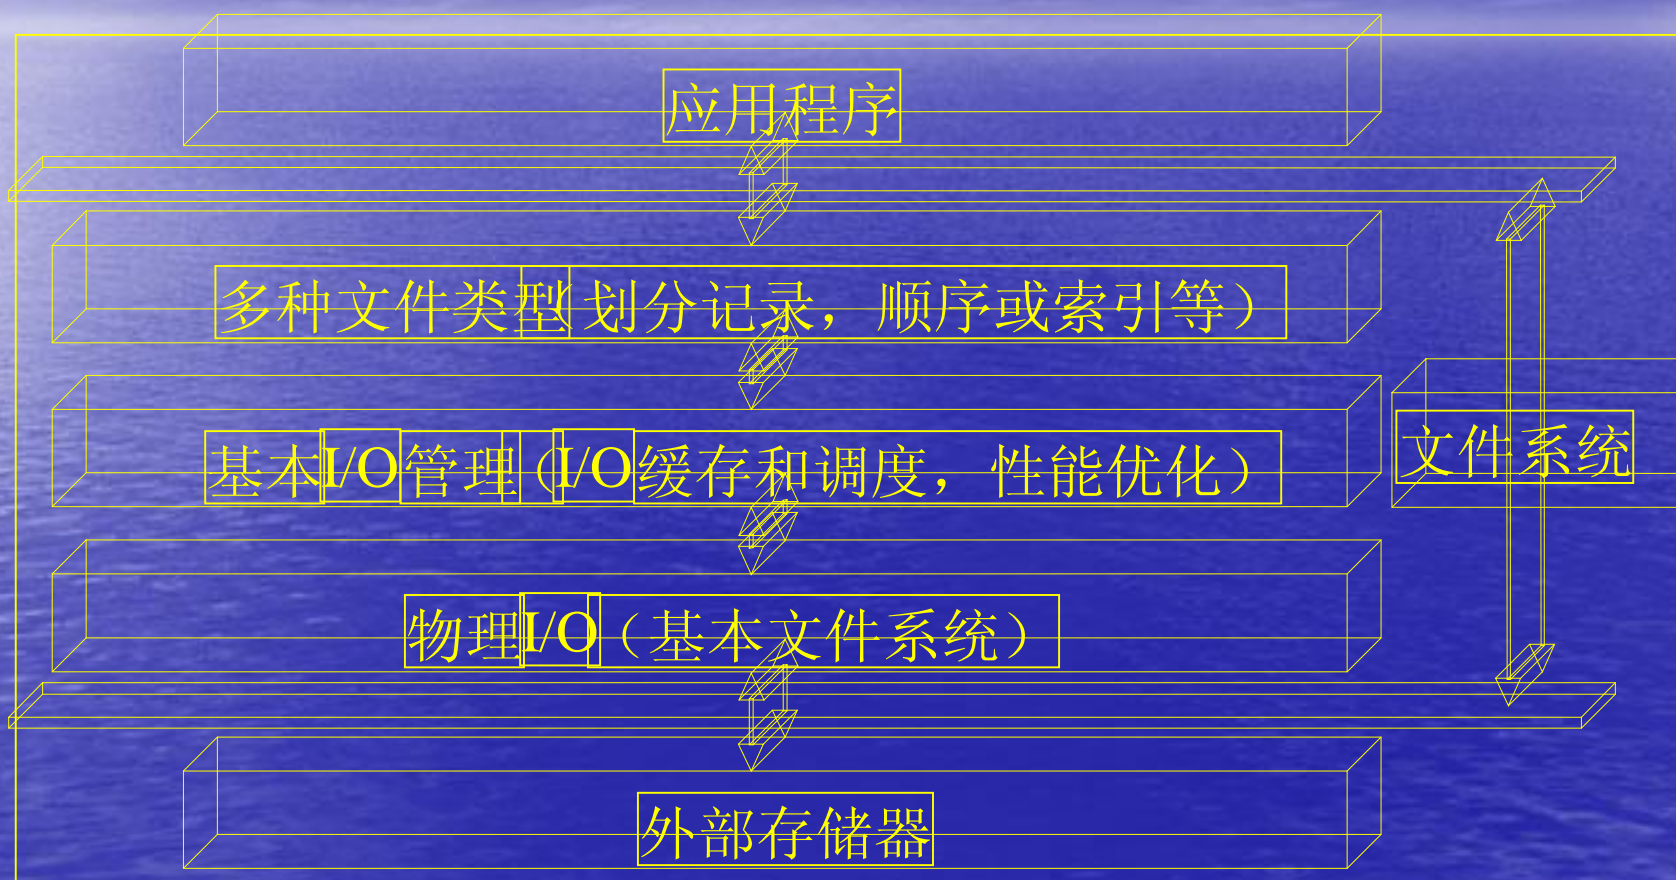 应用程序
多种文件类型(划分记录，顺序或索引等）
基本I/O管理（I/O缓存和调度，性能优化）
文件系统
物理I/O（基本文件系统）
外部存储器